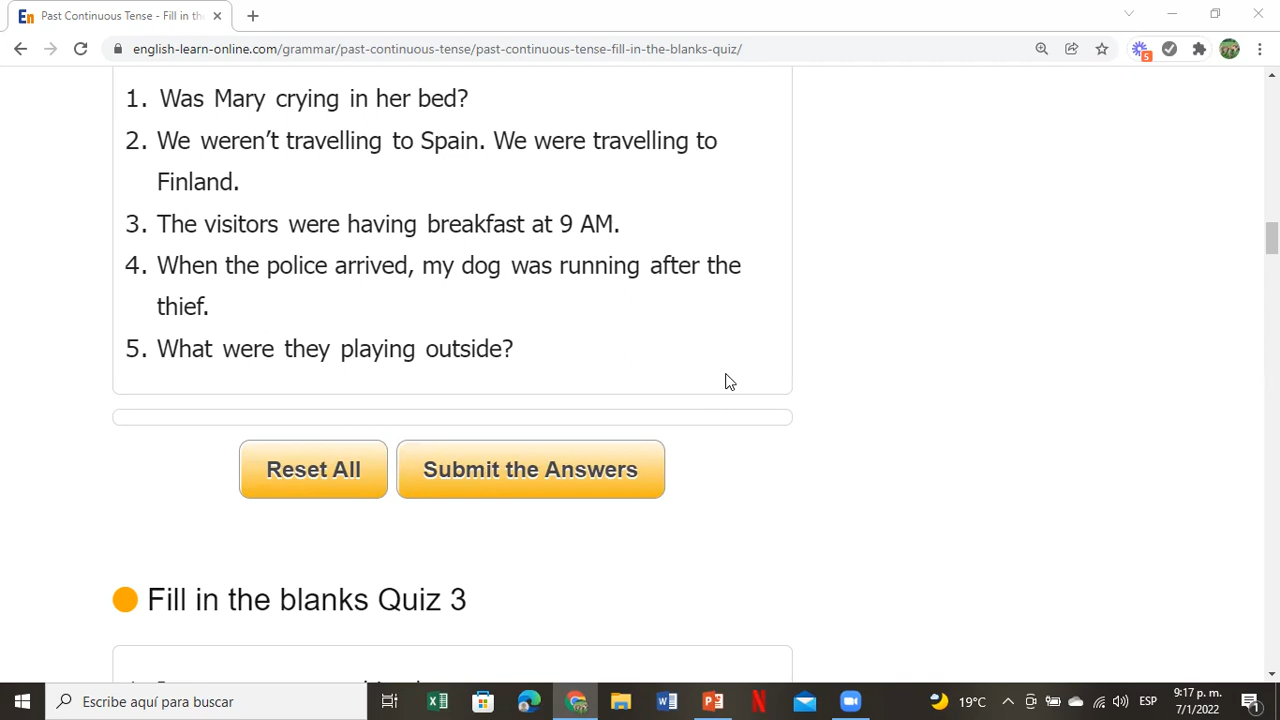 En Past Continuous Tense - Fill in the
english-learn-online.com/grammar/past-continuous-tense/past-continuous-tense-fill-in-the-blanks-quiz/
5
1. Was Mary crying in her bed?
2. We weren’t travelling to Spain. We were travelling to
Finland.
3. The visitors were having breakfast at 9 AM.
4. When the police arrived, my dog was running after the
thief.
5. What were they playing outside?
Reset All
Submit the Answers
Fill in the blanks Quiz 3
Escribe aquí para buscar
19°C
ESP
9:17 p. m.
7/1/2022
1